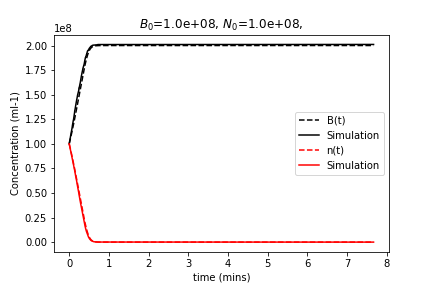 B₀=1.0e+08, N₀=1.0e+08,
1e8
2.00
1.75
1.50
1.25
1.00
0.75
0.50
0.25
0.00
Concentration (ml-1)
B(t)
Simulation
n(t)
Simulation
0 1 2 3 4 5 6 7 8
time (mins)